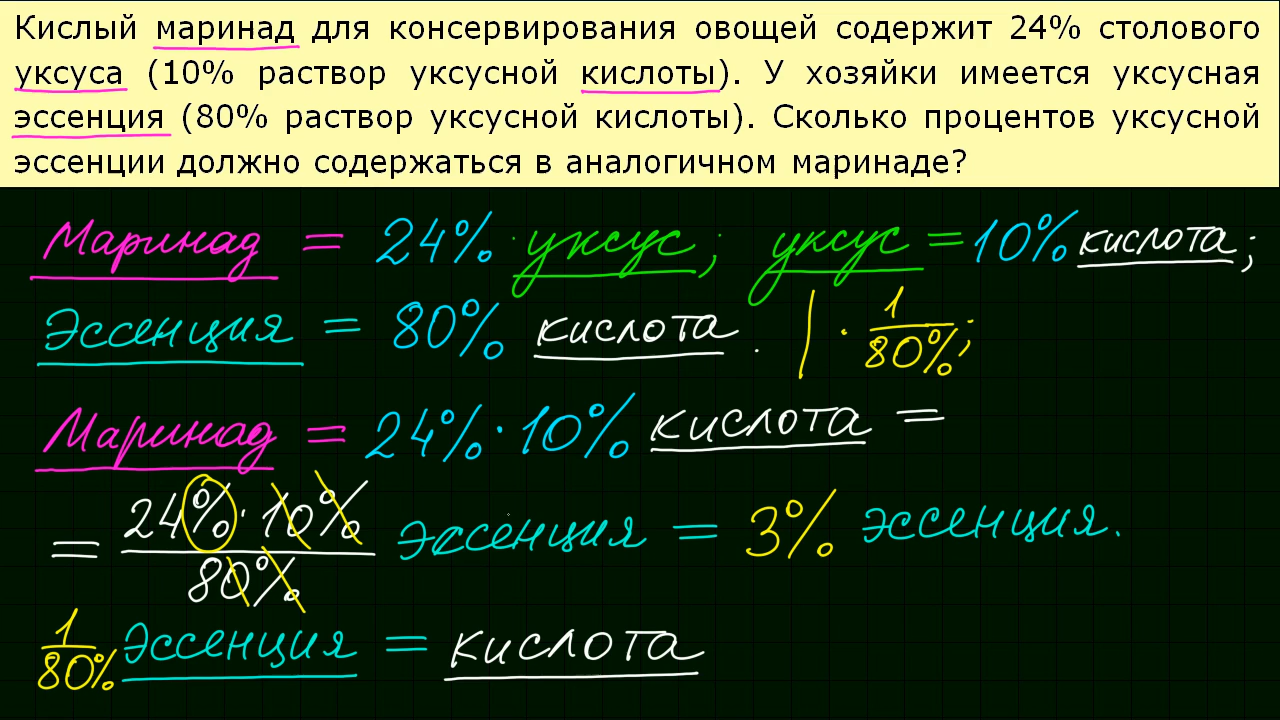 Кислый маринад для консервирования овощей содержит 24% столового
уксуса (10% раствор уксусной кислоты). У хозяйки имеется уксусная
эссенция (80% раствор уксусной кислоты). Сколько процентов уксусной
эссенции должно содержаться в аналогичном маринаде?
Маринад = 24% · уксус; уксус = 10% кислота;
Эссенция = 80% кислота. | · 1/80%;
Маринад = 24% · 10% кислота =
= 24% · 10% / 80% эссенция = 3% эссенция.
1/80% Эссенция = кислота